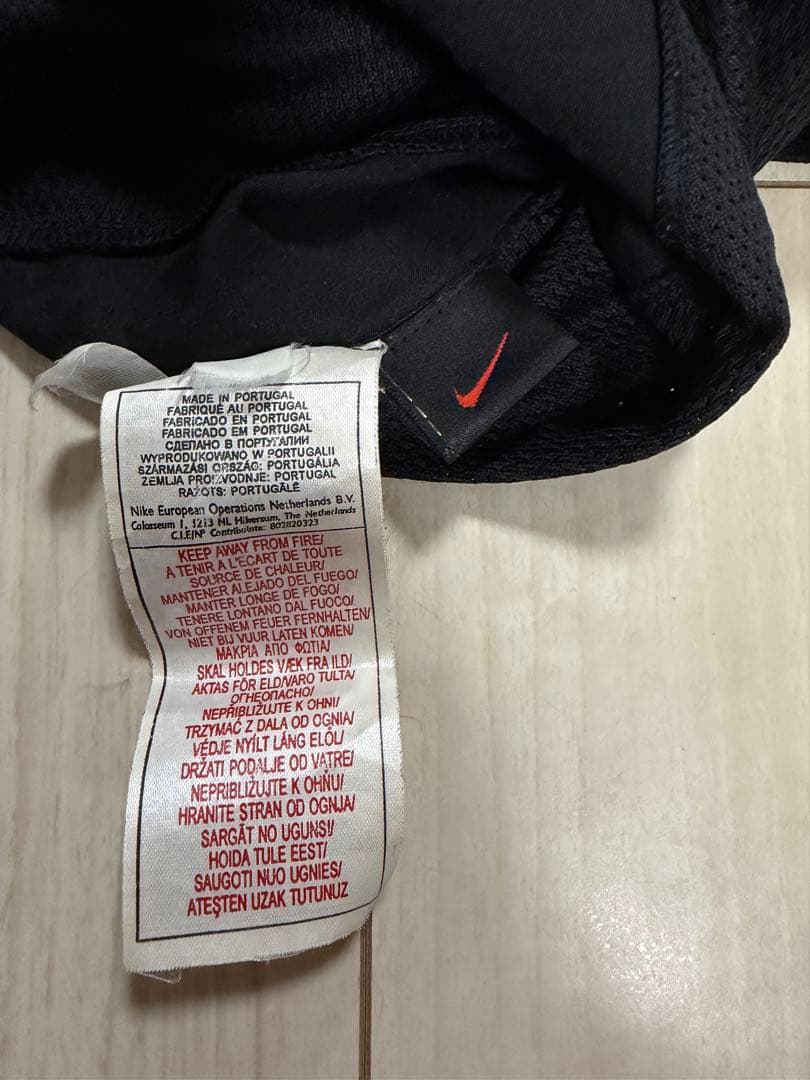 MADE IN PORTUGAL
FABRIQUÉ AU PORTUGAL
FABRICADO EN PORTUGAL
FABRICADO EM PORTUGAL
СДЕЛАНО В ПОРТУГАЛИИ
WYPRODUKOWANO W PORTUGALII
SZÁRMAZÁSI ORSZÁG: PORTUGÁLIA
ZEMLJA PROIZVODNJE: PORTUGAL
RAŽOTS: PORTUGĀLE
Nike European Operations Netherlands B.V.
Colosseum 1, 1213 NL Hilversum, The Netherlands
C.I.E/Nº Contribuinte: 802820323
KEEP AWAY FROM FIRE/
A TENIR A L'ECART DE TOUTE
SOURCE DE CHALEUR/
MANTENER ALEJADO DEL FUEGO/
MANTER LONGE DE FOGO/
TENERE LONTANO DAL FUOCO/
VON OFFENEM FEUER FERNHALTEN/
NIET BIJ VUUR LATEN KOMEN/
ΜΑΚΡΙΑ ΑΠΟ ΦΩΤΙΑ/
SKAL HOLDES VÆK FRA ILD/
AKTAS FÖR ELD/VARO TULTA/
ОГНЕОПАСНО/
NEPŘIBLIŽUJTE K OHNI/
TRZYMAĆ Z DALA OD OGNIA/
VÉDJE NYÍLT LÁNG ELŐL/
DRŽATI PODALJE OD VATRE/
NEPRIBLIŽUJTE K OHŇU/
HRANITE STRAN OD OGNJA/
SARGĀT NO UGUNS/
HOIDA TULE EEST/
SAUGOTI NUO UGNIES/
ATEŞTEN UZAK TUTUNUZ